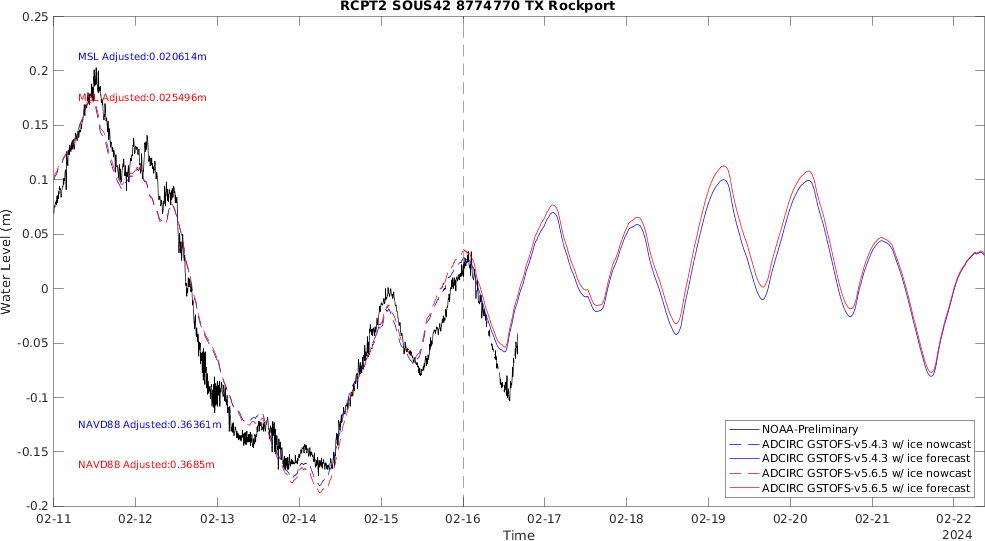 RCPT2 SOUS42 8774770 TX Rockport
0.25
0.2
0.15
0.1
0.05
0
-0.05
-0.1
-0.15
-0.2
Water Level (m)
MSL Adjusted:0.020614m
MSL Adjusted:0.025496m
NAVD88 Adjusted:0.36361m
NAVD88 Adjusted:0.3685m
NOAA-Preliminary
ADCIRC GSTOFS-v5.4.3 w/ ice nowcast
ADCIRC GSTOFS-v5.4.3 w/ ice forecast
ADCIRC GSTOFS-v5.6.5 w/ ice nowcast
ADCIRC GSTOFS-v5.6.5 w/ ice forecast
02-11 02-12 02-13 02-14 02-15 02-16 02-17 02-18 02-19 02-20 02-21 02-22
Time
2024